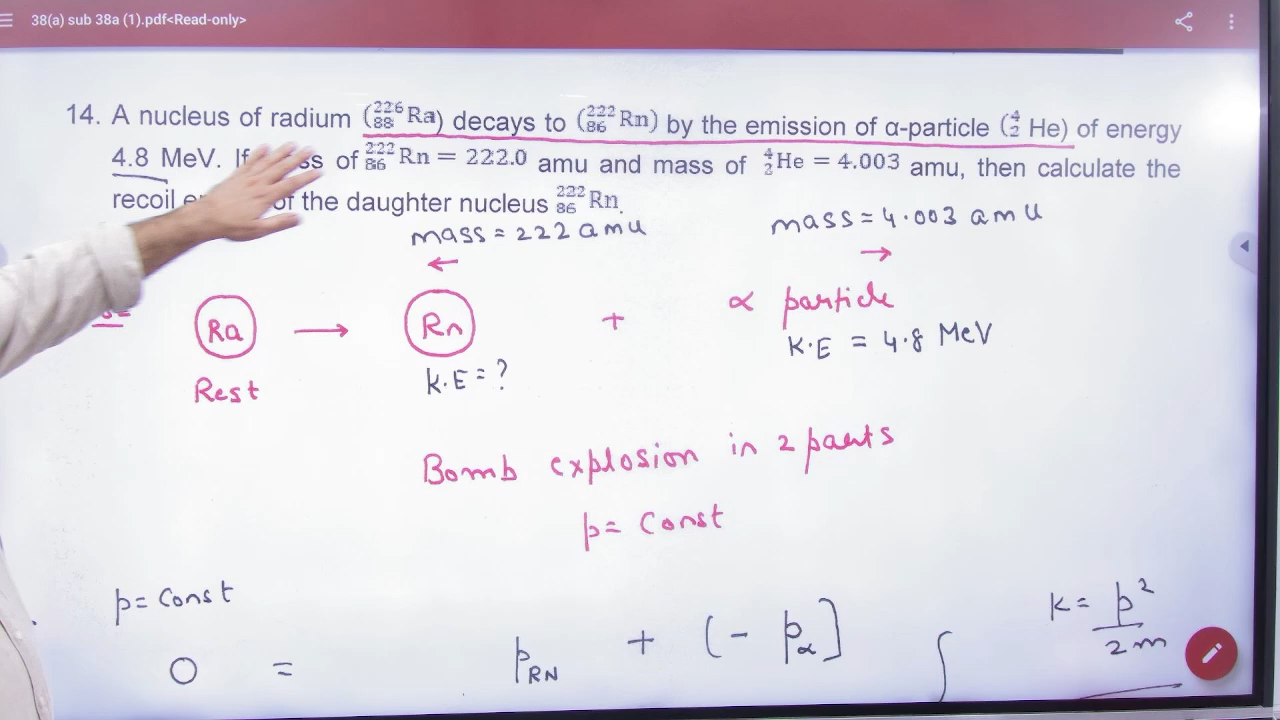 38(a) sub 38a (1).pdf<Read-only>
14. A nucleus of radium (²²⁶₈₈Ra) decays to (²²²₈₆Rn) by the emission of α-particle (⁴₂He) of energy
4.8 MeV. If of ²²²₈₆Rn = 222.0 amu and mass of ⁴₂He = 4.003 amu, then calculate the
recoil of the daughter nucleus ²²²₈₆Rn.
mass = 222 amu
mass = 4.003 amu
← →
Ra → Rn + α particle
Rest K.E = ? K.E = 4.8 MeV
Bomb explosion in 2 parts
p = Const
p = Const
K = p²/2m
0 = pRN + (- pα]